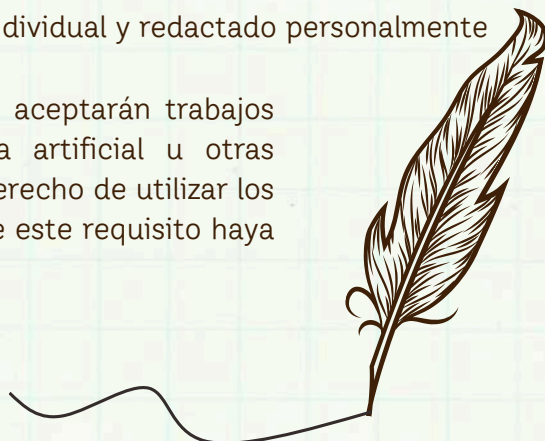 dividual y redactado personalmente
aceptarán trabajos
a artificial u otras
erecho de utilizar los
e este requisito haya